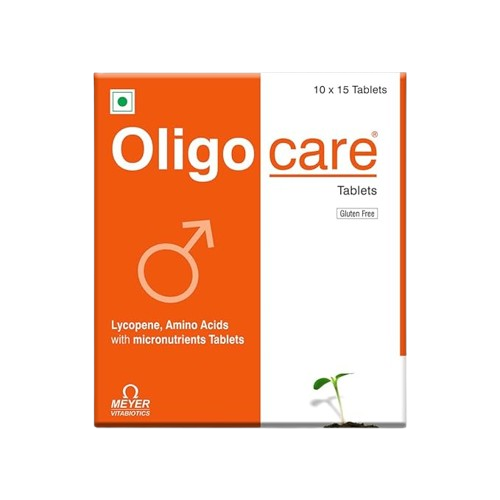 10 x 15 Tablets
Oligo care®
Tablets
Gluten Free
Lycopene, Amino Acids
with micronutrients Tablets
MEYER
VITABIOTICS